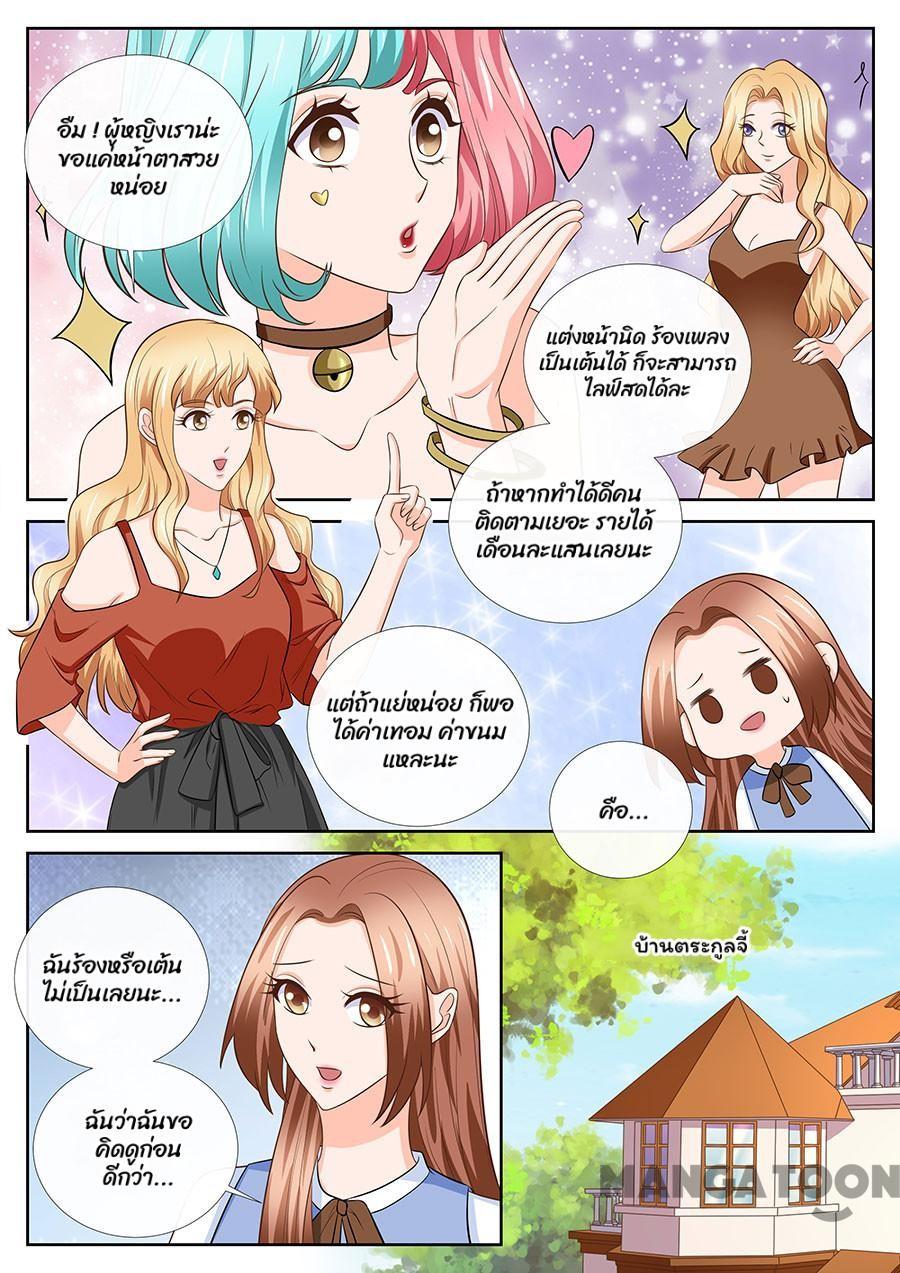 อืม ! ผู้หญิงเราน่ะ
ขอแค่หน้าตาสวย
หน่อย
แต่งหน้านิด ร้องเพลง
เป็นเต้นได้ ก็จะสามารถ
ไลฟ์สดได้ละ
ถ้าหากทำได้ดีคน
ติดตามเยอะ รายได้
เดือนละแสนเลยนะ
แต่ถ้าแย่หน่อย ก็พอ
ได้ค่าเทอม ค่าขนม
แหละนะ
คือ...
ฉันร้องหรือเต้น
ไม่เป็นเลยนะ...
ฉันว่าฉันขอ
คิดดูก่อน
ดีกว่า...
บ้านตระกูลจี้
MANGATOON